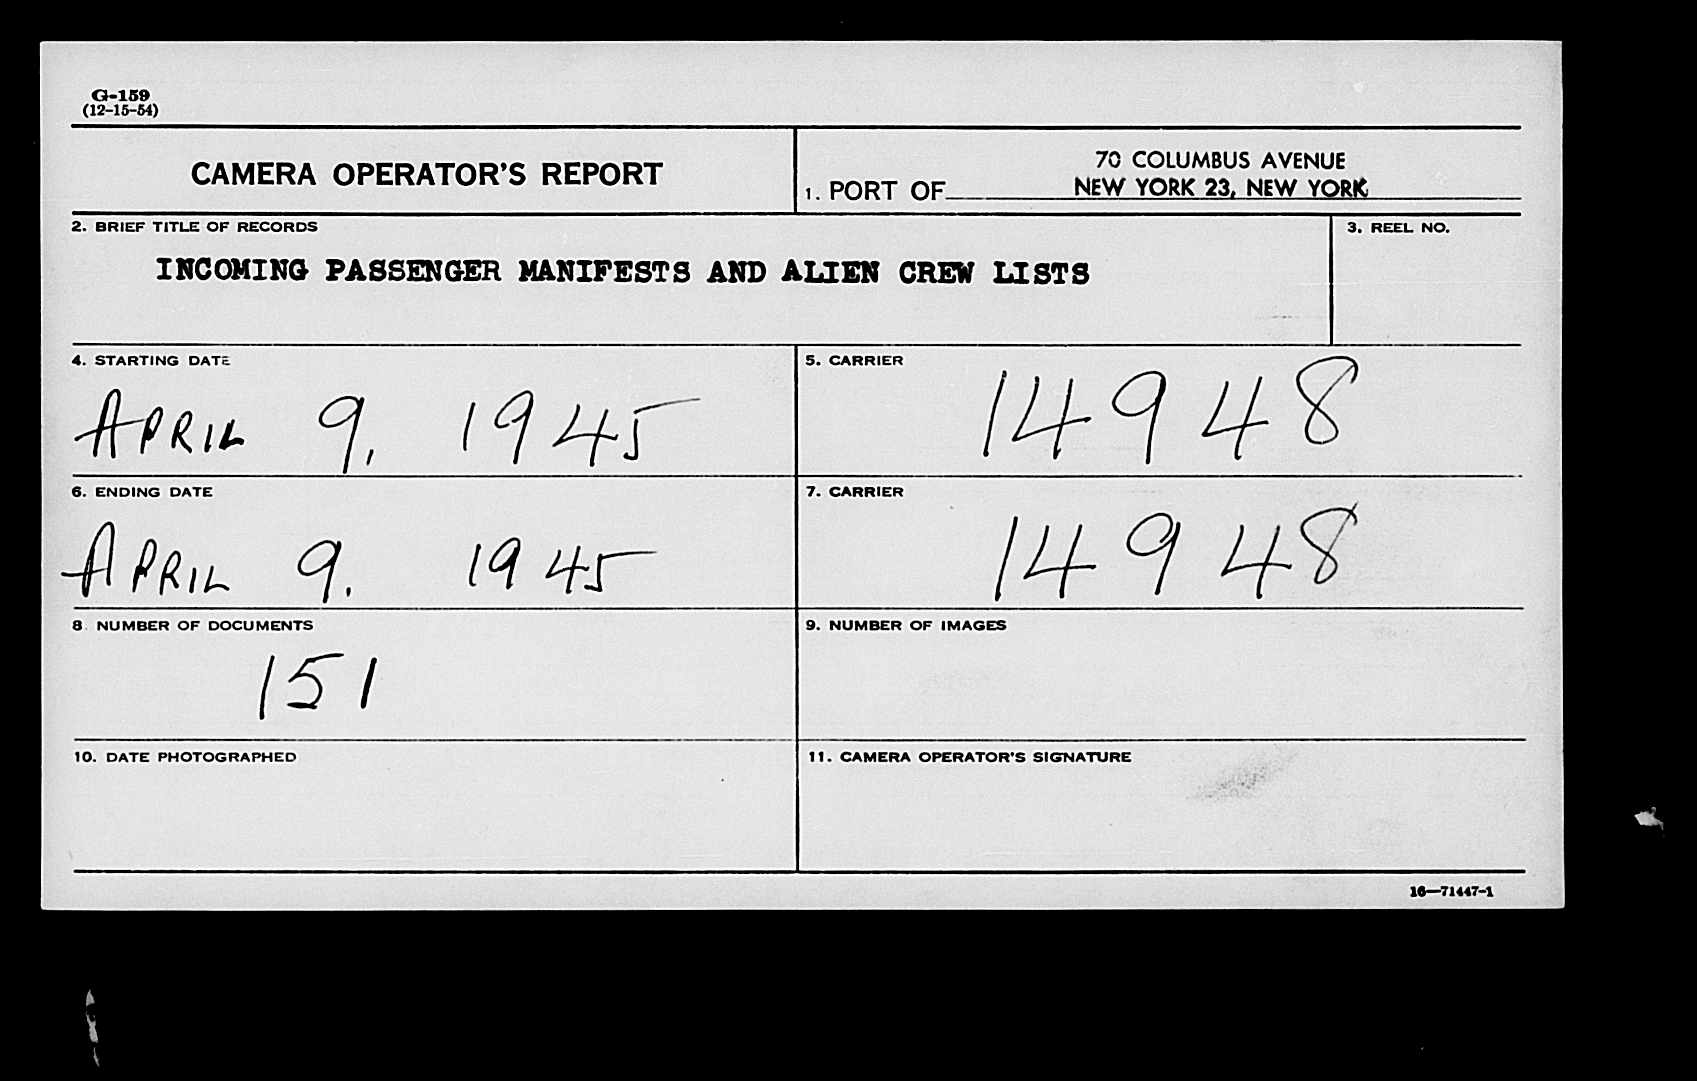 G-159
(12-15-54)
CAMERA OPERATOR'S REPORT
70 COLUMBUS AVENUE
1. PORT OF NEW YORK 23, NEW YORK
2. BRIEF TITLE OF RECORDS
3. REEL NO.
INCOMING PASSENGER MANIFESTS AND ALIEN CREW LISTS
4. STARTING DATE
5. CARRIER
APRIL 9, 1945
14948
6. ENDING DATE
7. CARRIER
APRIL 9. 1945
14948
8. NUMBER OF DOCUMENTS
9. NUMBER OF IMAGES
151
10. DATE PHOTOGRAPHED
11. CAMERA OPERATOR'S SIGNATURE
16—71447-1